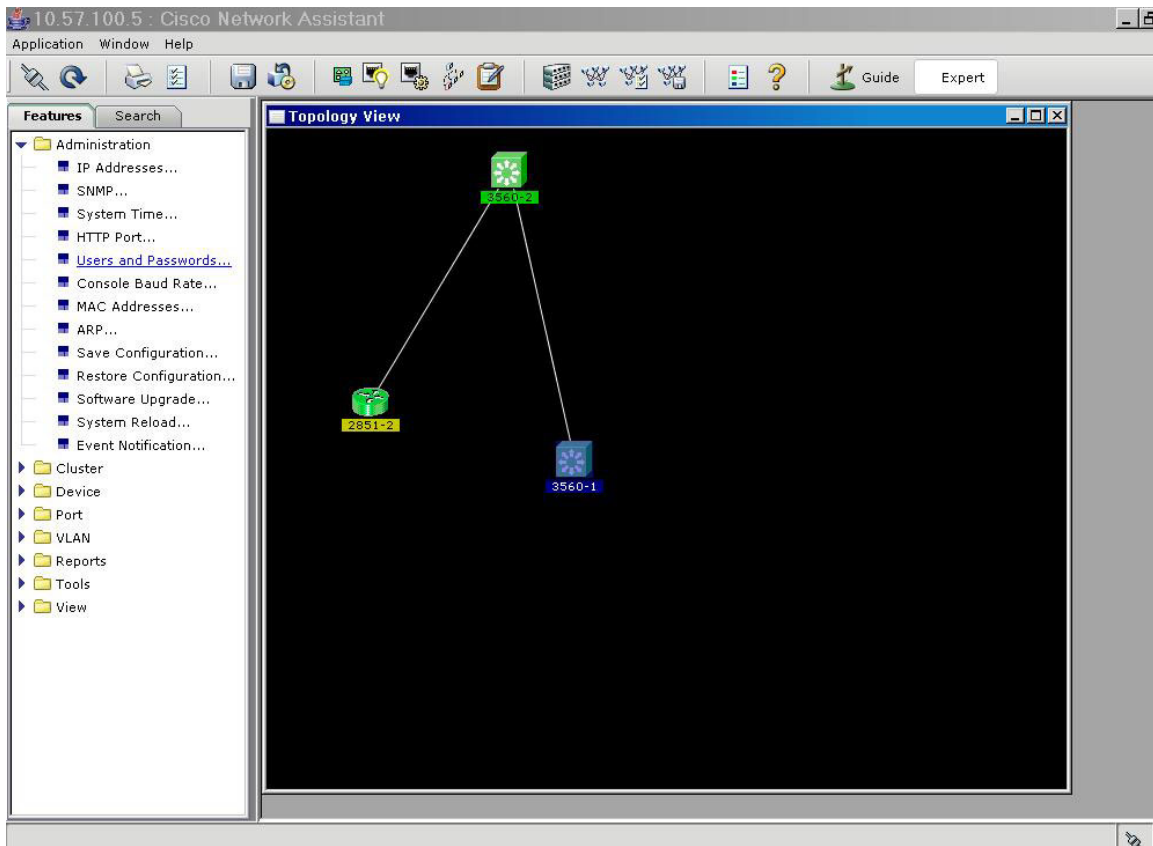 10.57.100.5 : Cisco Network Assistant
Application Window Help
Guide Expert
Features Search
Topology View
Administration
IP Addresses...
SNMP...
System Time...
HTTP Port...
Users and Passwords...
Console Baud Rate...
MAC Addresses...
ARP...
Save Configuration...
Restore Configuration...
Software Upgrade...
System Reload...
Event Notification...
Cluster
Device
Port
VLAN
Reports
Tools
View
3560-2
2851-2
3560-1